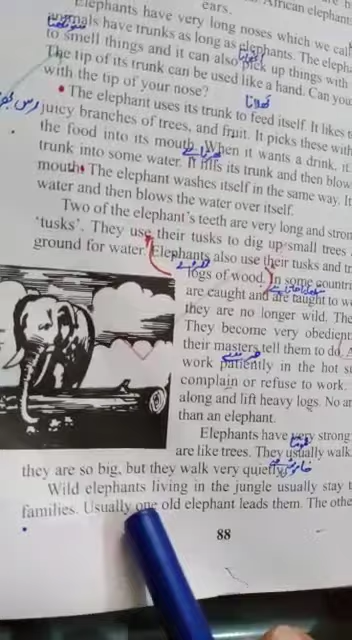 ears. African elephant
Elephants have very long noses which we call
animals have trunks as long as elephants. The eleph
to smell things and it can also pick up things with
The tip of its trunk can be used like a hand. Can you
with the tip of your nose?
The elephant uses its trunk to feed itself. It likes t
juicy branches of trees, and fruit. It picks these with
the food into its mouth. When it wants a drink, it
trunk into some water. It fills its trunk and then blow
mouth. The elephant washes itself in the same way. It
water and then blows the water over itself.
Two of the elephant's teeth are very long and stron
'tusks'. They use their tusks to dig up small trees
ground for water. Elephants also use their tusks and tr
logs of wood. In some countri
are caught and are taught to w
they are no longer wild. The
They become very obedient
their masters tell them to do. A
work patiently in the hot s
complain or refuse to work.
along and lift heavy logs. No an
than an elephant.
Elephants have very strong
are like trees. They usually walk
they are so big, but they walk very quietly.
Wild elephants living in the jungle usually stay t
families. Usually one old elephant leads them. The othe
88